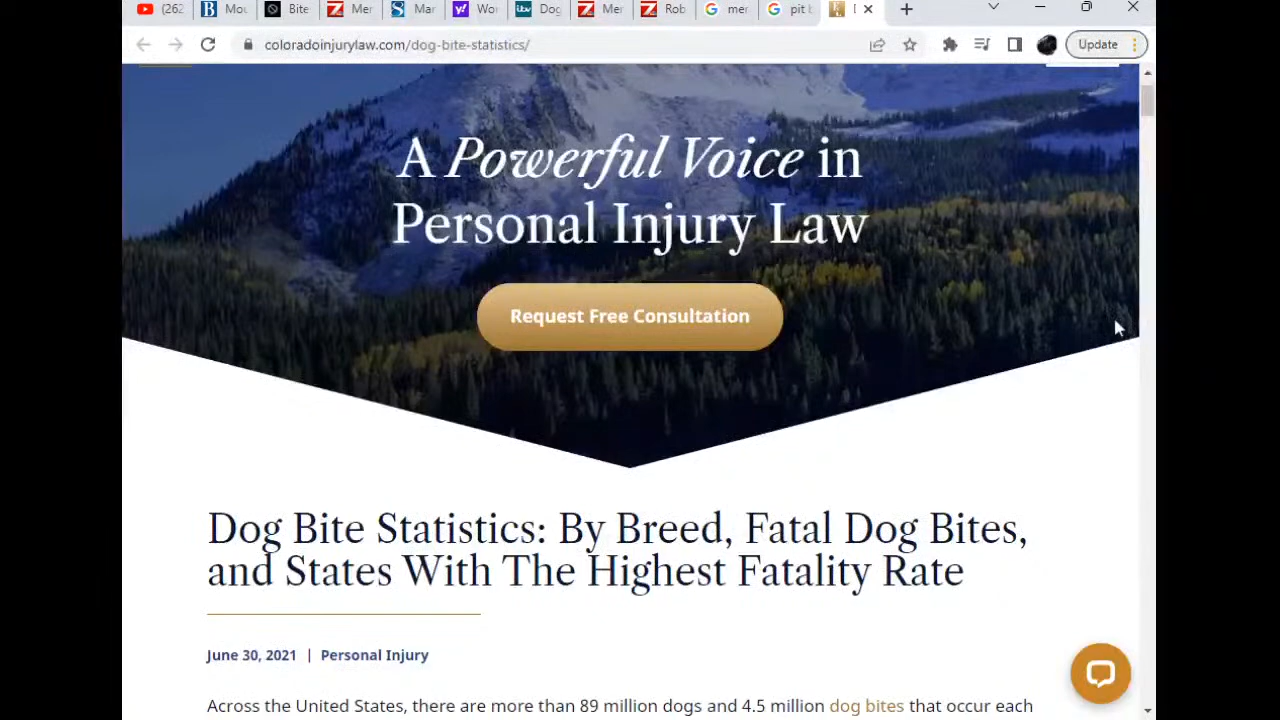 (262 Mou Bite Mer Mar Wor Dog Mer Rob mer pit b
coloradoinjurylaw.com/dog-bite-statistics/ Update
A Powerful Voice in
Personal Injury Law
Request Free Consultation
Dog Bite Statistics: By Breed, Fatal Dog Bites,
and States With The Highest Fatality Rate
June 30, 2021 | Personal Injury
Across the United States, there are more than 89 million dogs and 4.5 million dog bites that occur each